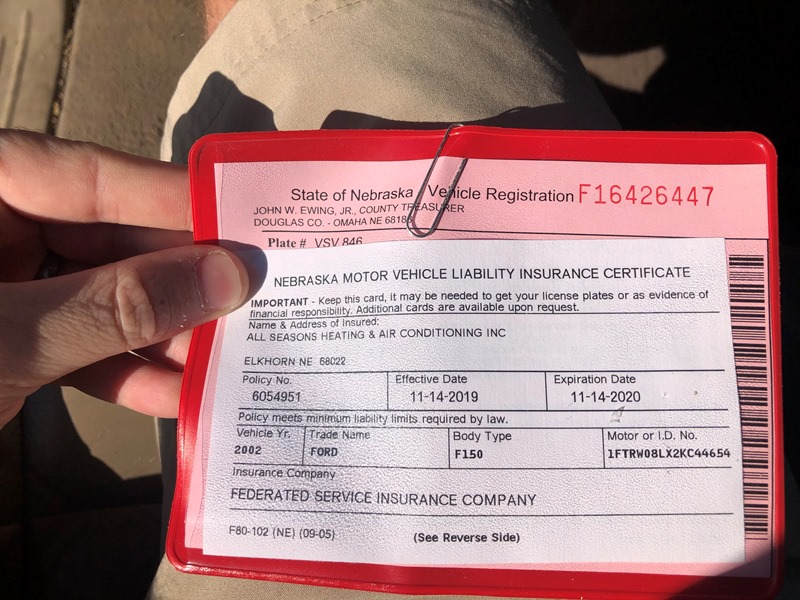 State of Nebraska Vehicle Registration F16426447
JOHN W. EWING, JR., COUNTY TREASURER
DOUGLAS CO. - OMAHA NE 68183
Plate # VSV 846
NEBRASKA MOTOR VEHICLE LIABILITY INSURANCE CERTIFICATE
IMPORTANT - Keep this card, it may be needed to get your license plates or as evidence of
financial responsibility. Additional cards are available upon request.
Name & Address of Insured:
ALL SEASONS HEATING & AIR CONDITIONING INC
ELKHORN NE 68022
Policy No. Effective Date Expiration Date
6054951 11-14-2019 11-14-2020
Policy meets minimum liability limits required by law.
Vehicle Yr. Trade Name Body Type Motor or I.D. No.
2002 FORD F150 1FTRW08LX2KC44654
Insurance Company
FEDERATED SERVICE INSURANCE COMPANY
F80-102 (NE) (09-05) (See Reverse Side)